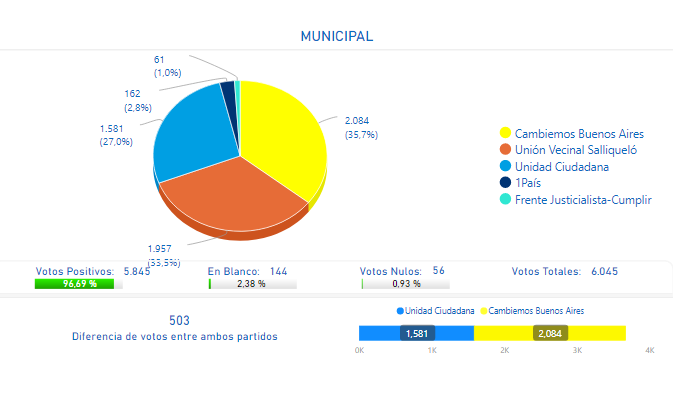 MUNICIPAL
61
(1,0%)
162
(2,8%)
1.581
(27,0%)
2.084
(35,7%)
1.957
(33,5%)
Cambiemos Buenos Aires
Unión Vecinal Salliqueló
Unidad Ciudadana
1País
Frente Justicialista-Cumplir
Votos Positivos: 5.845
96,69 %
En Blanco: 144
2,38 %
Votos Nulos: 56
0,93 %
Votos Totales: 6.045
503
Diferencia de votos entre ambos partidos
Unidad Ciudadana Cambiemos Buenos Aires
1,581 2,084
0K 1K 2K 3K 4K